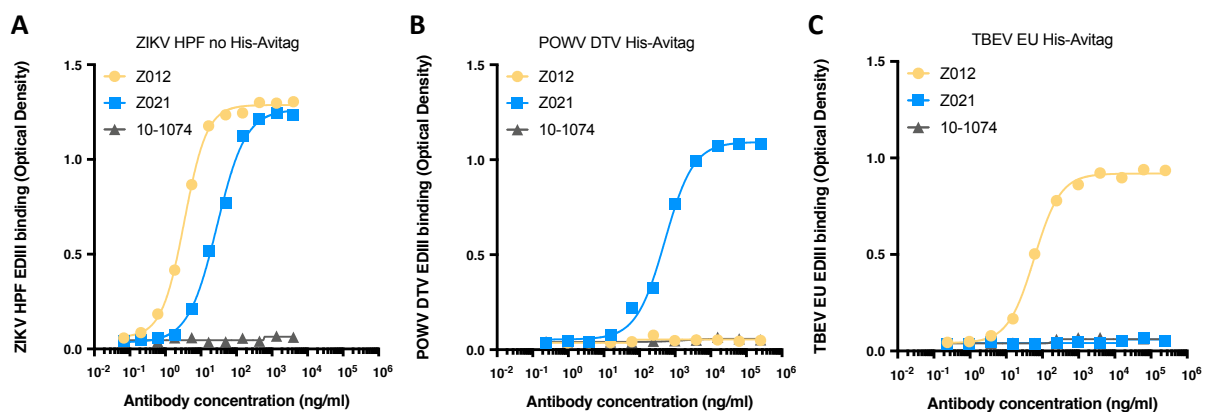 A
ZIKV HPF no His-Avitag
ZIKV HPF EDIII binding (Optical Density)
1.5
1.0
0.5
0.0
Z012
Z021
10-1074
10-2 10-1 100 101 102 103 104 105 106
Antibody concentration (ng/ml)
B
POWV DTV His-Avitag
POWV DTV EDIII binding (Optical Density)
1.5
1.0
0.5
0.0
Z012
Z021
10-1074
10-2 10-1 100 101 102 103 104 105 106
Antibody concentration (ng/ml)
C
TBEV EU His-Avitag
TBEV EU EDIII binding (Optical Density)
1.5
1.0
0.5
0.0
Z012
Z021
10-1074
10-2 10-1 100 101 102 103 104 105 106
Antibody concentration (ng/ml)